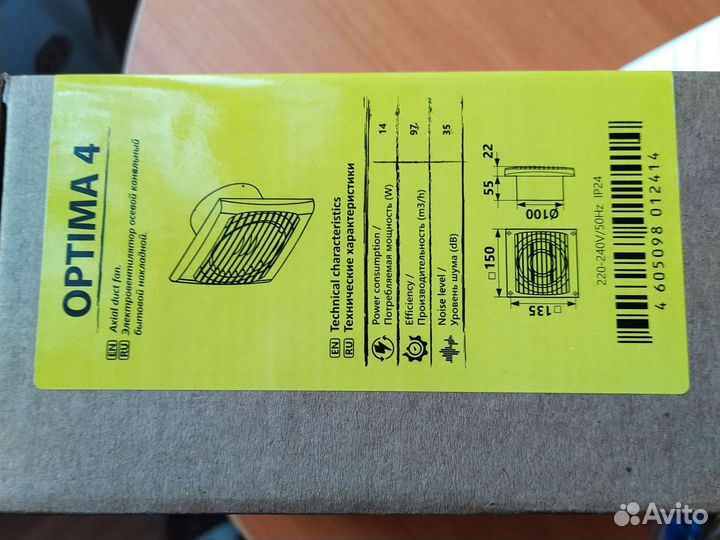 OPTIMA 4
EN Axial duct fan.
RU Электровентилятор осевой канальный
бытовой накладной.
EN Technical characteristics
RU Технические характеристики
Power consumption / 14
Потребляемая мощность (W)
Efficiency / 97
Производительность (m3/h)
Noise level / 35
Уровень шума (dB)
22
55
Ø100
□150
□135
220-240V/50Hz IP24
4 605098 012414
Avito